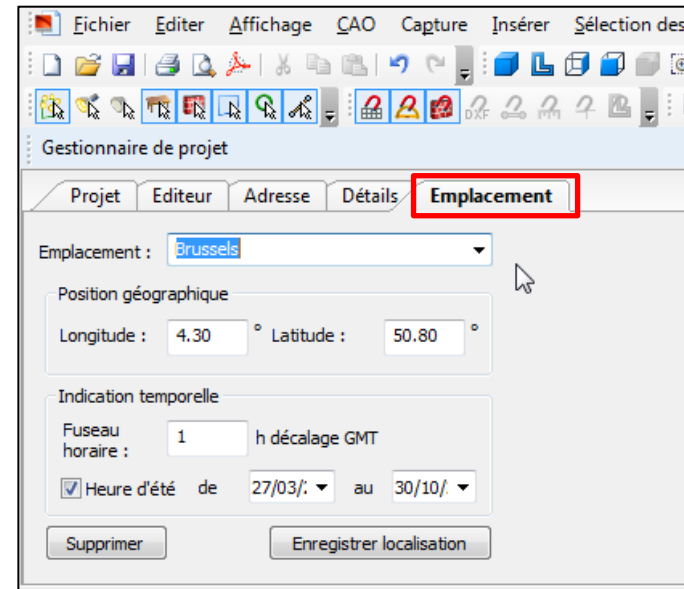 Fichier Editer Affichage CAO Capture Insérer Sélection des
DXF
Gestionnaire de projet
Projet Editeur Adresse Détails Emplacement
Emplacement : Brussels
Position géographique
Longitude : 4.30 ° Latitude : 50.80 °
Indication temporelle
Fuseau
horaire : 1 h décalage GMT
Heure d'été de 27/03/ au 30/10/
Supprimer Enregistrer localisation